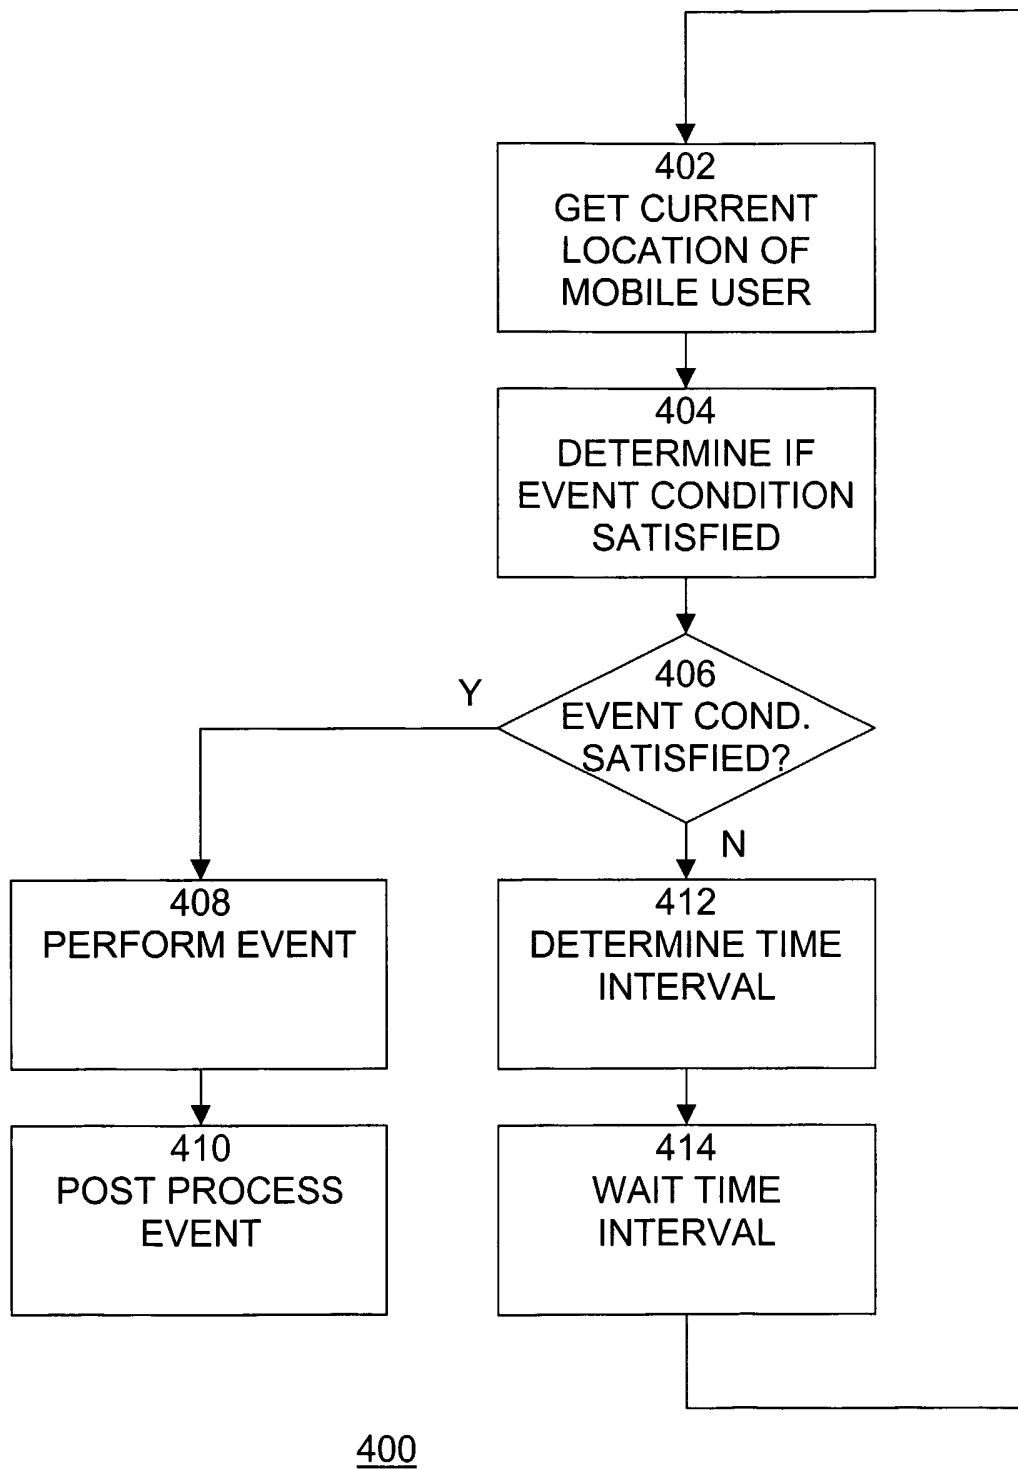 402
GET CURRENT
LOCATION OF
MOBILE USER
404
DETERMINE IF
EVENT CONDITION
SATISFIED
406
EVENT COND.
SATISFIED?
Y
N
408
PERFORM EVENT
410
POST PROCESS
EVENT
412
DETERMINE TIME
INTERVAL
414
WAIT TIME
INTERVAL
400